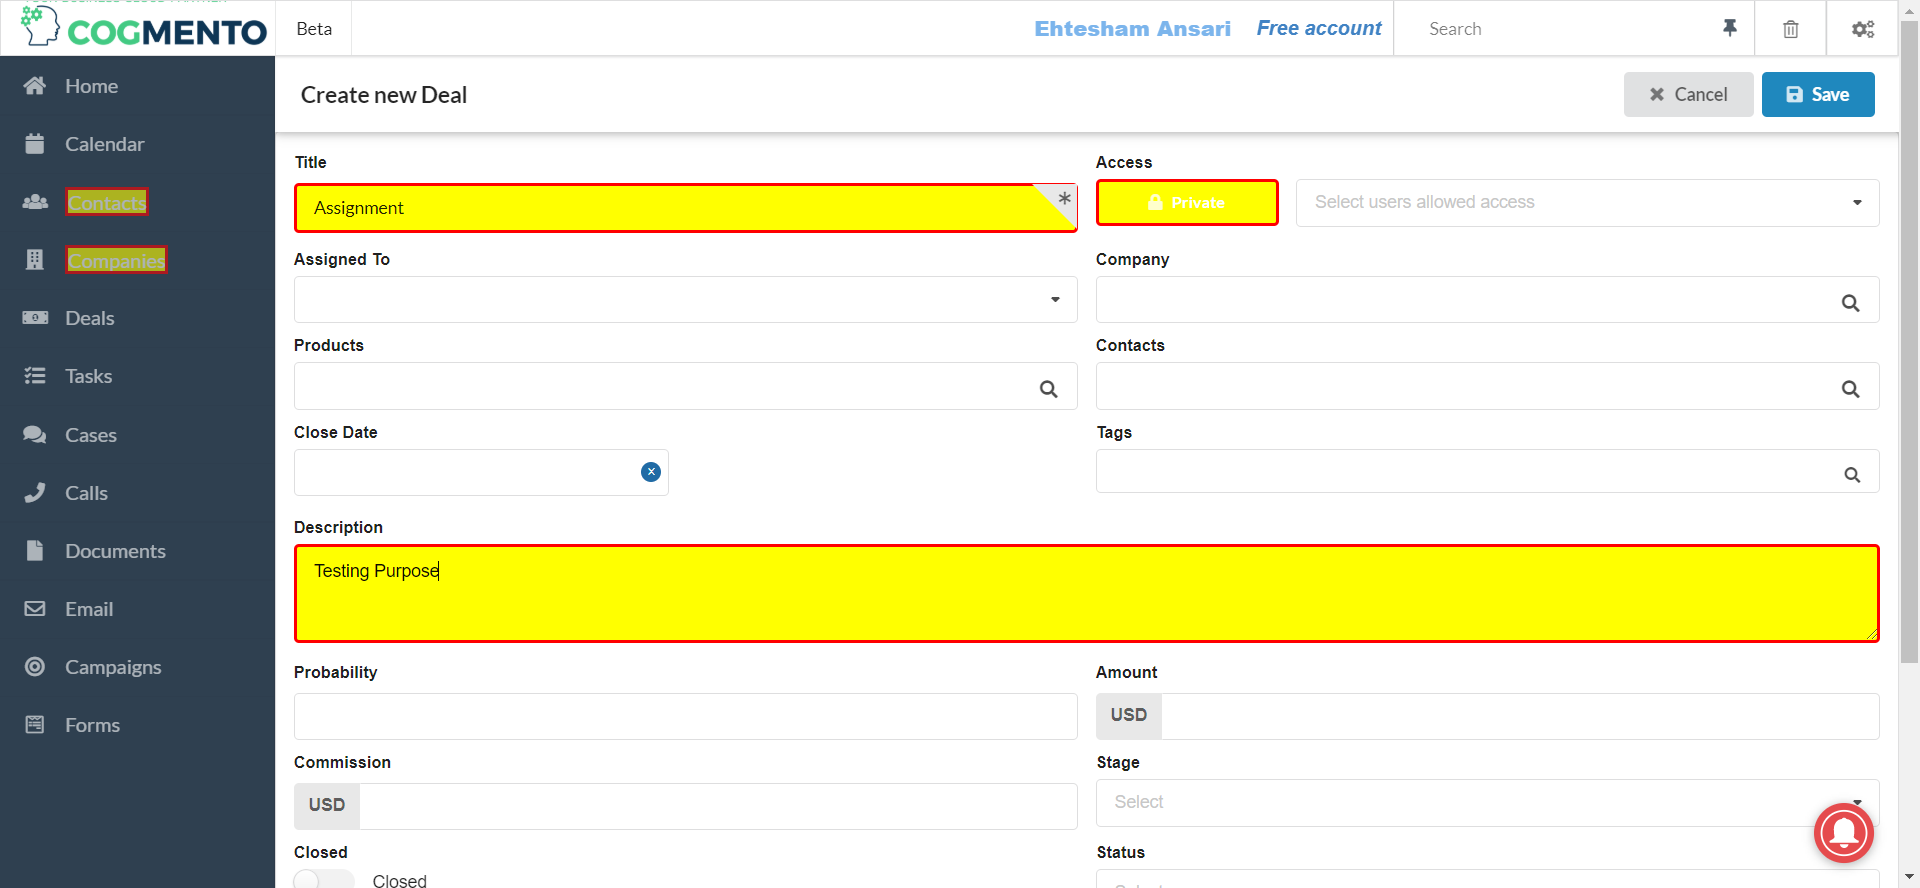 COGMENTO
Beta
Ehtesham Ansari
Free account
Search
Home
Calendar
Contacts
Companies
Deals
Tasks
Cases
Calls
Documents
Email
Campaigns
Forms
Create new Deal
Cancel
Save
Title
Access
Assignment
*
Private
Select users allowed access
Assigned To
Company
Products
Contacts
Close Date
Tags
Description
Testing Purpose
Probability
Amount
USD
Commission
Stage
USD
Select
Closed
Status
Closed